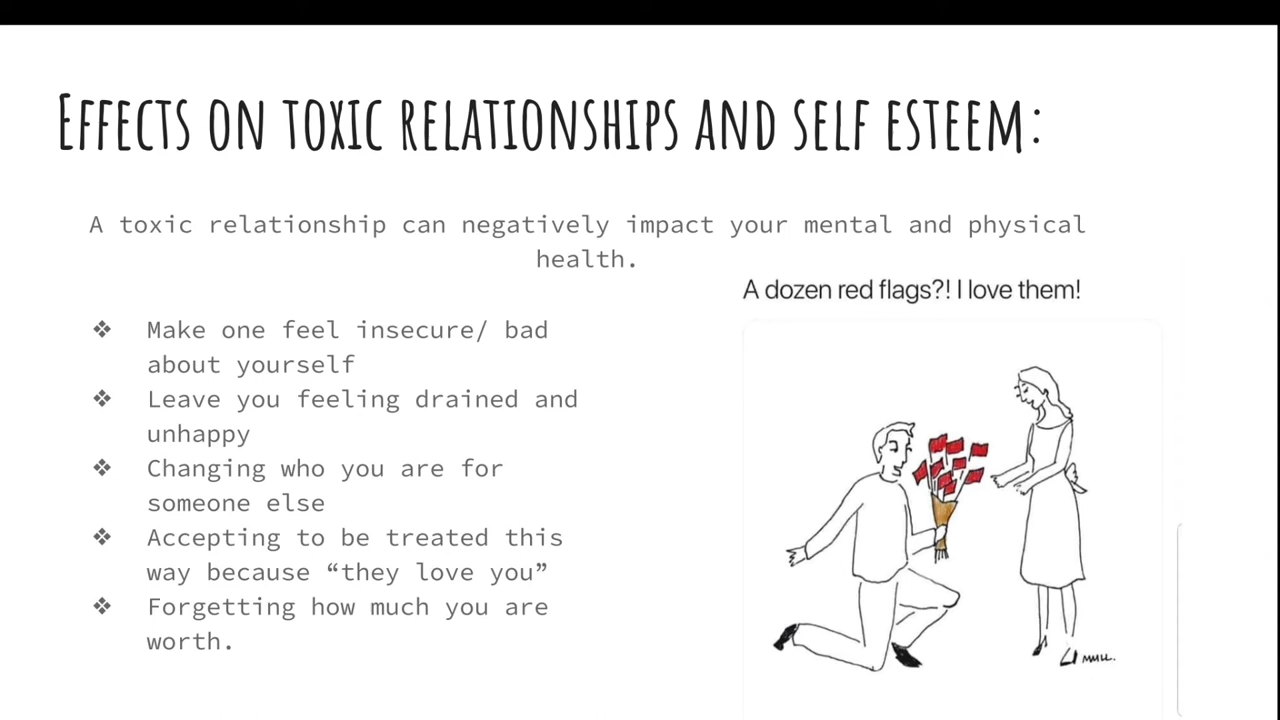 Effects on toxic relationships and self esteem:
A toxic relationship can negatively impact your mental and physical
health.
❖ Make one feel insecure/ bad
about yourself
❖ Leave you feeling drained and
unhappy
❖ Changing who you are for
someone else
❖ Accepting to be treated this
way because “they love you”
❖ Forgetting how much you are
worth.
A dozen red flags?! I love them!